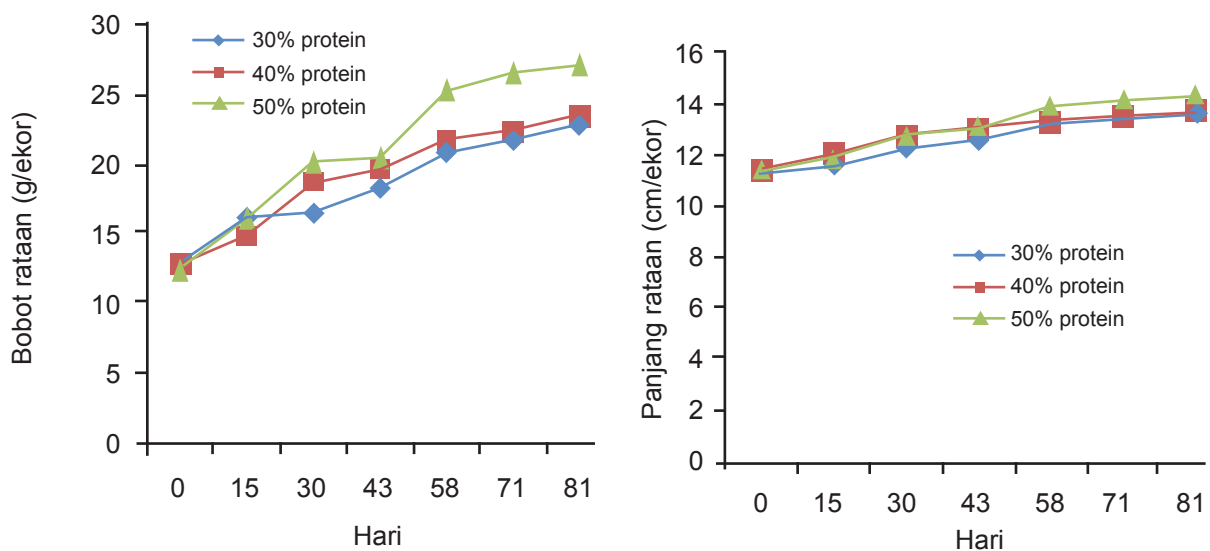 30
25
20
15
10
5
0
Bobot rataan (g/ekor)
30% protein
40% protein
50% protein
0 15 30 43 58 71 81
Hari
16
14
12
10
8
6
4
2
0
Panjang rataan (cm/ekor)
30% protein
40% protein
50% protein
0 15 30 43 58 71 81
Hari